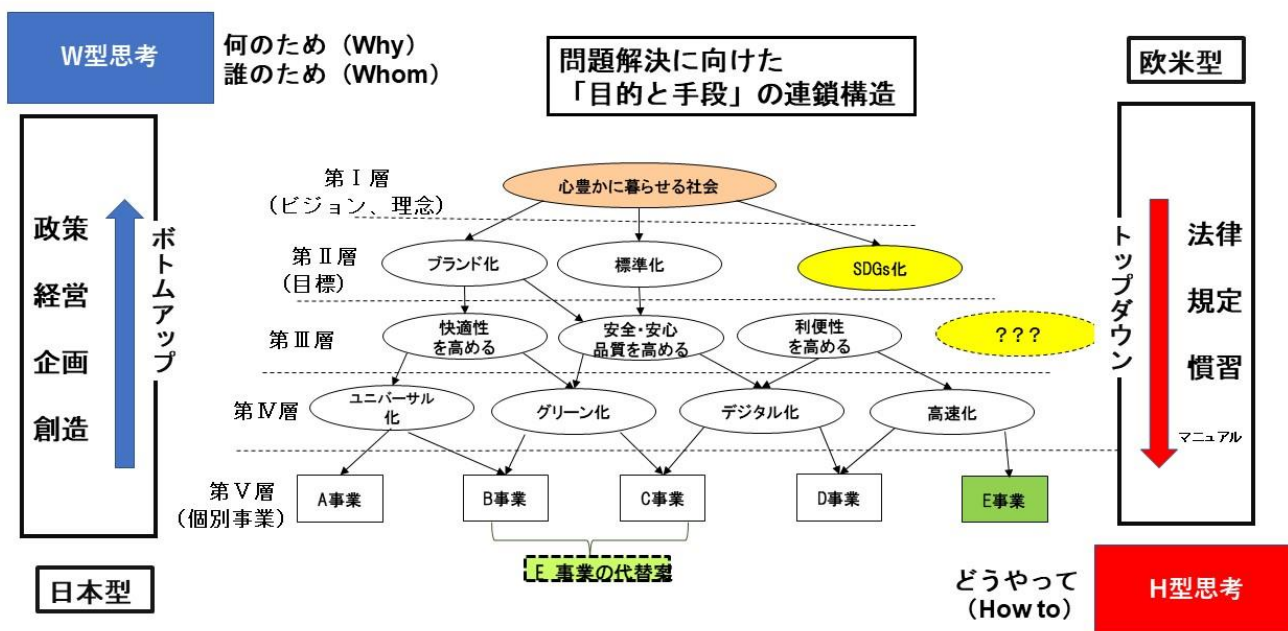 W型思考
何のため（Why）
誰のため（Whom）
問題解決に向けた
「目的と手段」の連鎖構造
欧米型
政策
経営
企画
創造
ボトムアップ
日本型
第Ⅰ層
（ビジョン、理念）
心豊かに暮らせる社会
第Ⅱ層
（目標）
ブランド化
標準化
SDGs化
第Ⅲ層
快適性
を高める
安全・安心
品質を高める
利便性
を高める
？？？
第Ⅳ層
ユニバーサル
化
グリーン化
デジタル化
高速化
第Ⅴ層
（個別事業）
A事業
B事業
C事業
D事業
E事業
E 事業の代替案
トップダウン
法律
規定
慣習
マニュアル
どうやって
（How to）
H型思考